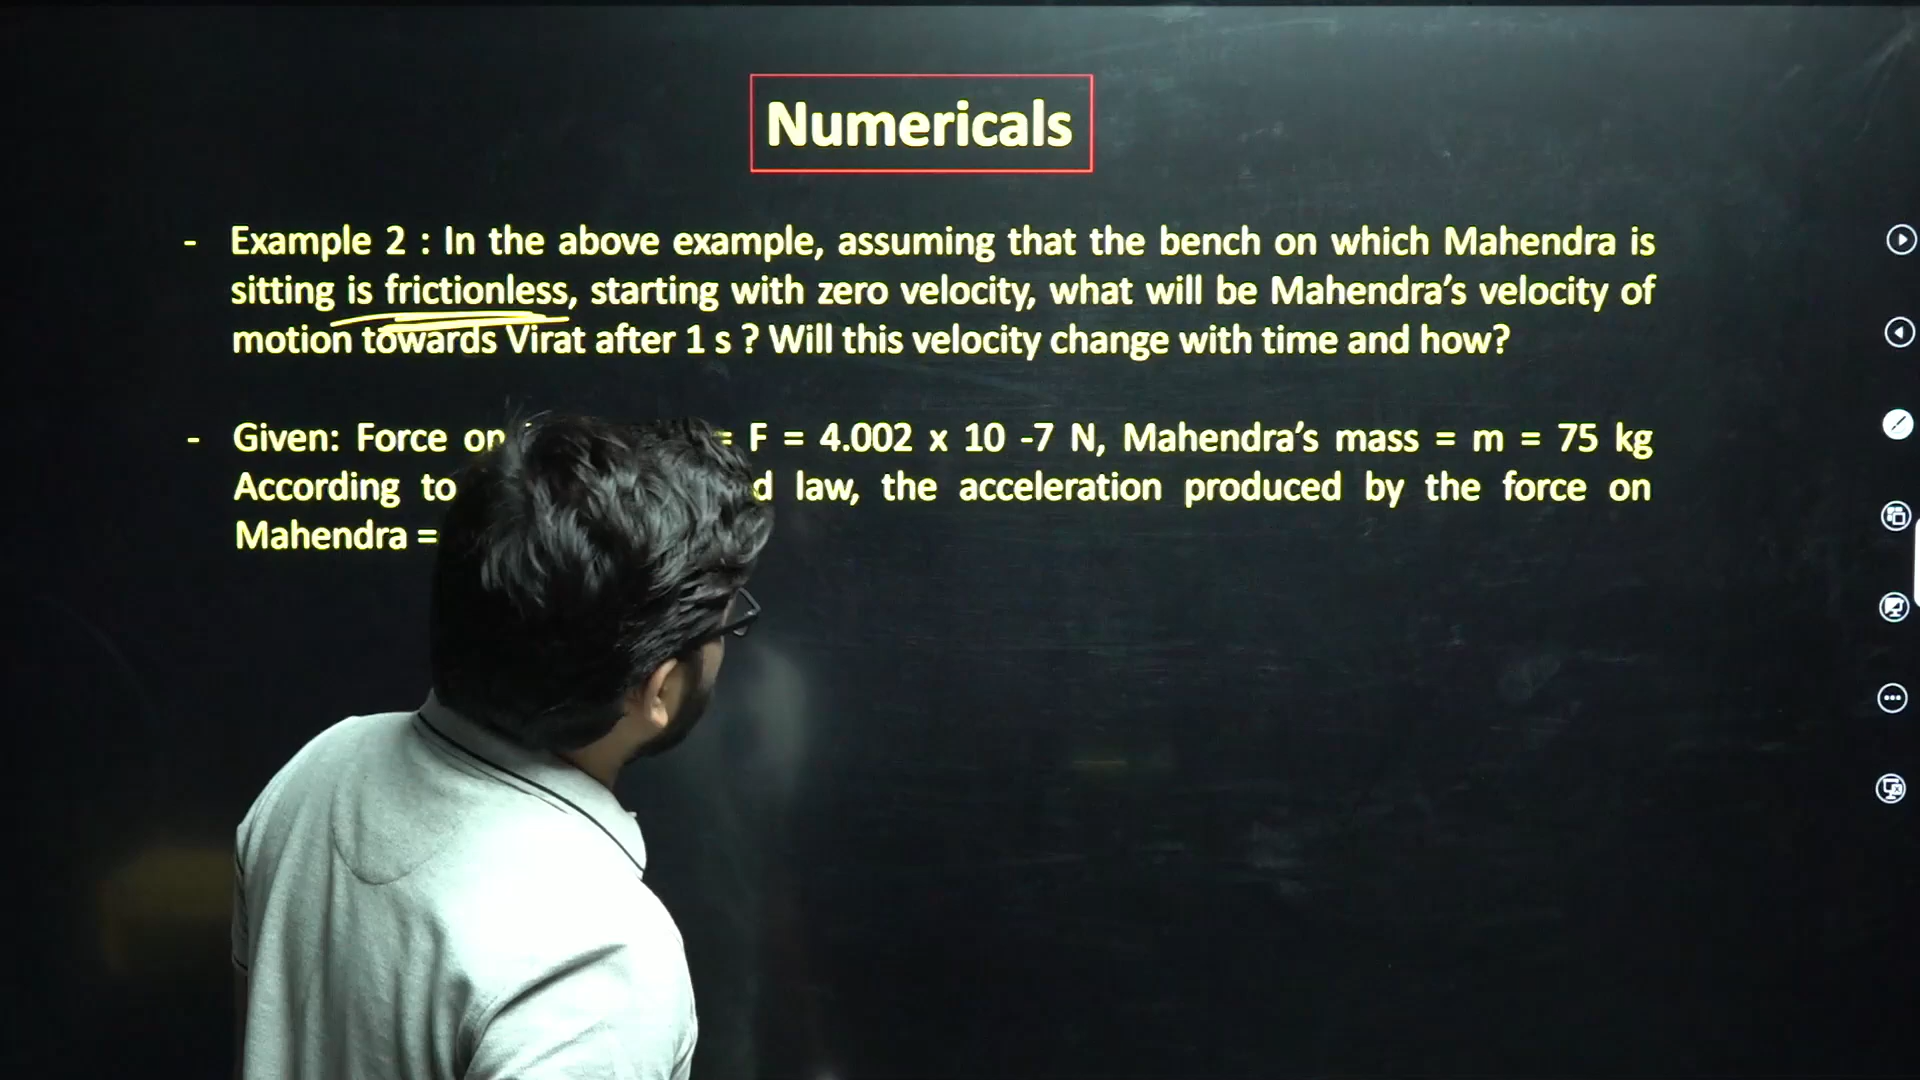 Numericals
- Example 2 : In the above example, assuming that the bench on which Mahendra is
sitting is frictionless, starting with zero velocity, what will be Mahendra’s velocity of
motion towards Virat after 1 s ? Will this velocity change with time and how?
- Given: Force on = F = 4.002 x 10 -7 N, Mahendra’s mass = m = 75 kg
According to law, the acceleration produced by the force on
Mahendra =